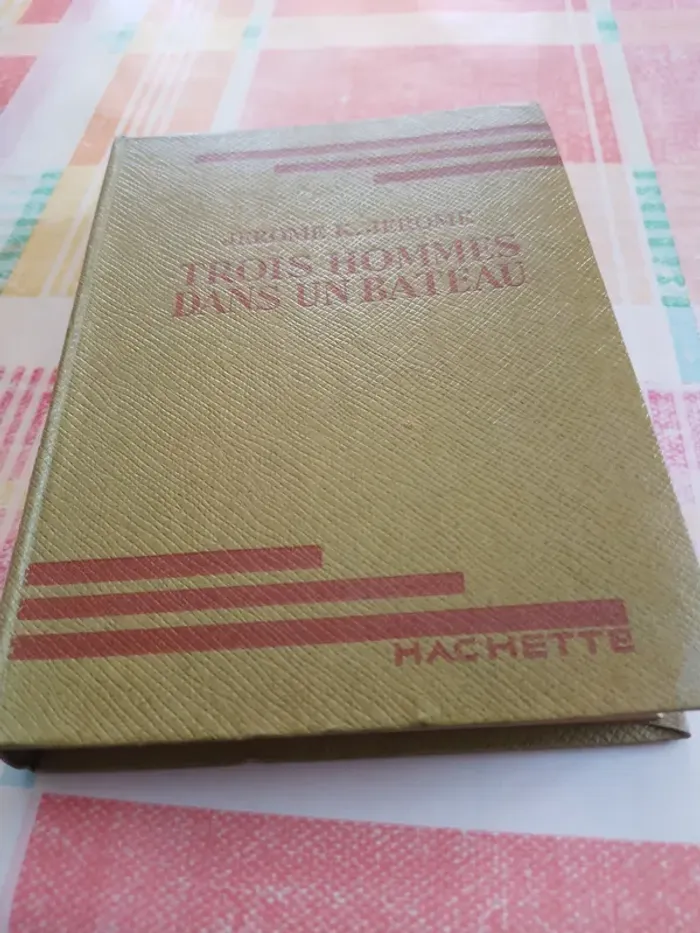 JEROME K. JEROME
TROIS HOMMES
DANS UN BATEAU
HACHETTE